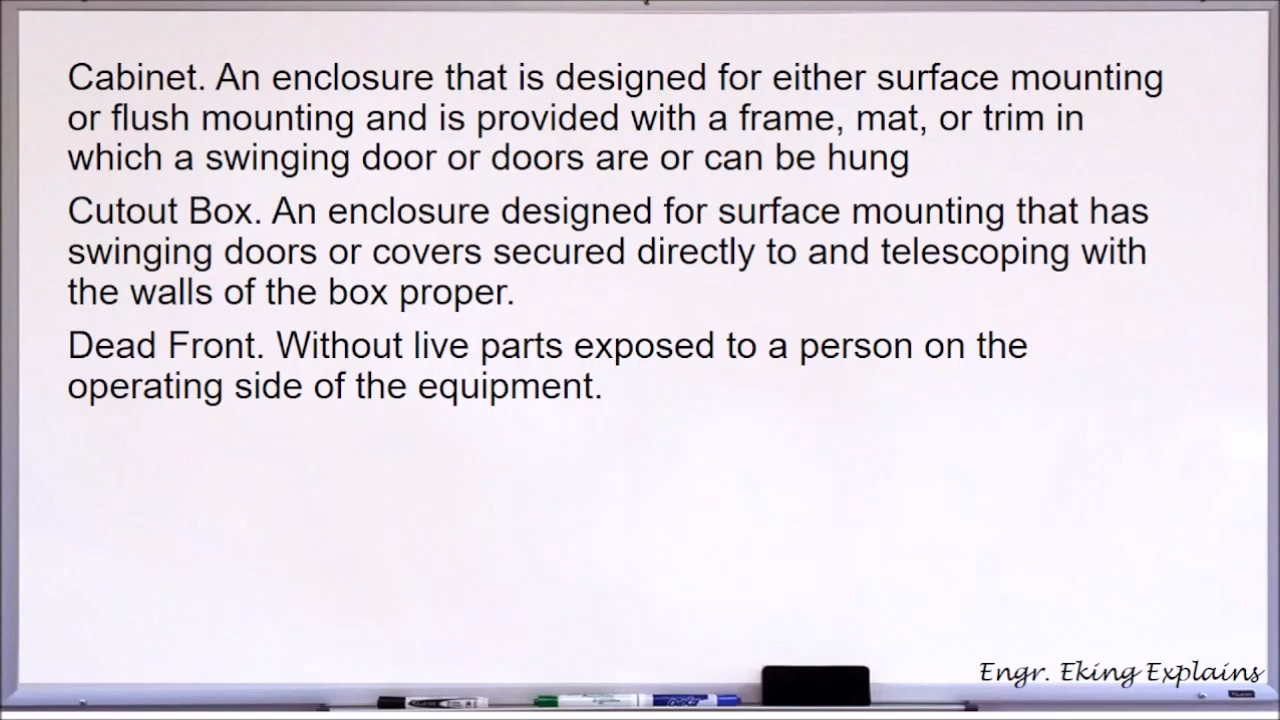 Cabinet. An enclosure that is designed for either surface mounting
or flush mounting and is provided with a frame, mat, or trim in
which a swinging door or doors are or can be hung
Cutout Box. An enclosure designed for surface mounting that has
swinging doors or covers secured directly to and telescoping with
the walls of the box proper.
Dead Front. Without live parts exposed to a person on the
operating side of the equipment.
Engr. Eking Explains